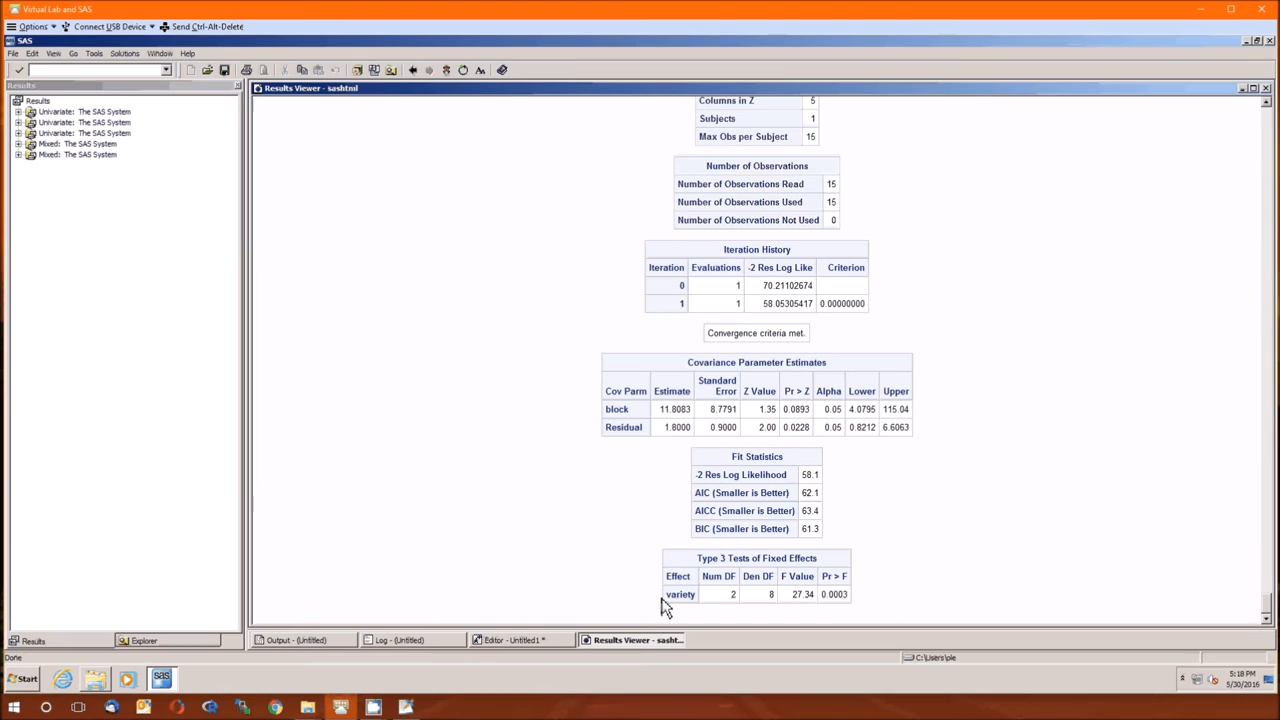 Virtual Lab and SAS
Options Connect USB Device Send Ctrl-Alt-Delete
SAS
File Edit View Go Tools Solutions Window Help
Results
Results Viewer - sashtml
Results
Univariate: The SAS System
Univariate: The SAS System
Univariate: The SAS System
Mixed: The SAS System
Mixed: The SAS System
Columns in Z 5
Subjects 1
Max Obs per Subject 15
Number of Observations
Number of Observations Read 15
Number of Observations Used 15
Number of Observations Not Used 0
Iteration History
Iteration Evaluations -2 Res Log Like Criterion
0 1 70.21102674
1 1 58.05305417 0.00000000
Convergence criteria met.
Covariance Parameter Estimates
Cov Parm Estimate Standard Error Z Value Pr > Z Alpha Lower Upper
block 11.8083 8.7791 1.35 0.0893 0.05 4.0795 115.04
Residual 1.8000 0.9000 2.00 0.0228 0.05 0.8212 6.6063
Fit Statistics
-2 Res Log Likelihood 58.1
AIC (Smaller is Better) 62.1
AICC (Smaller is Better) 63.4
BIC (Smaller is Better) 61.3
Type 3 Tests of Fixed Effects
Effect Num DF Den DF F Value Pr > F
variety 2 8 27.34 0.0003
Results Explorer Output - (Untitled) Log - (Untitled) Editor - Untitled1 * Results Viewer - sasht...
Done C:\Users\ple
Start sas 5:18 PM
5/30/2016